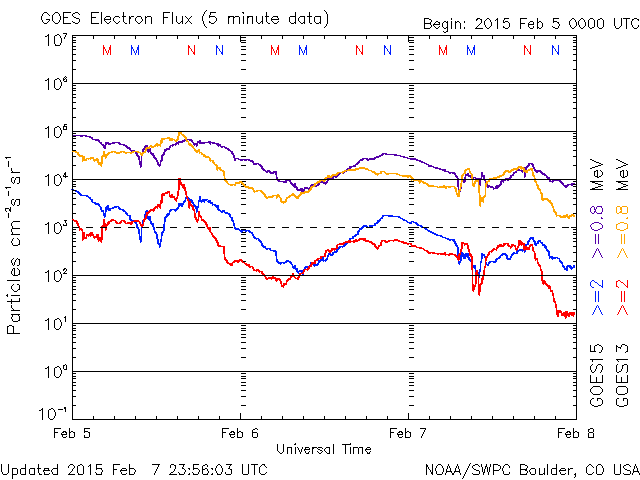 GOES Electron Flux (5 minute data)
Begin: 2015 Feb 5 0000 UTC
M M N N M M N N M M N N
10⁷
10⁶
10⁵
10⁴
10³
10²
10¹
10⁰
10⁻¹
Particles cm⁻²s⁻¹sr⁻¹
Feb 5 Feb 6 Feb 7 Feb 8
Universal Time
GOES15 >=2 >=0.8 MeV
GOES13 >=2 >=0.8 MeV
Updated 2015 Feb 7 23:56:03 UTC
NOAA/SWPC Boulder, CO USA